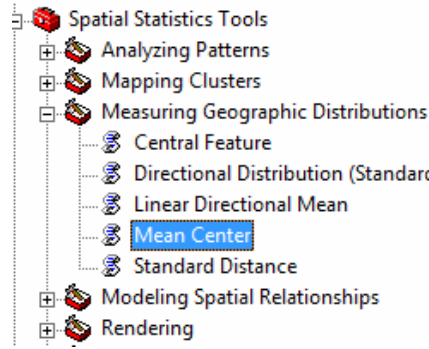 Spatial Statistics Tools
Analyzing Patterns
Mapping Clusters
Measuring Geographic Distributions
Central Feature
Directional Distribution (Standard
Linear Directional Mean
Mean Center
Standard Distance
Modeling Spatial Relationships
Rendering